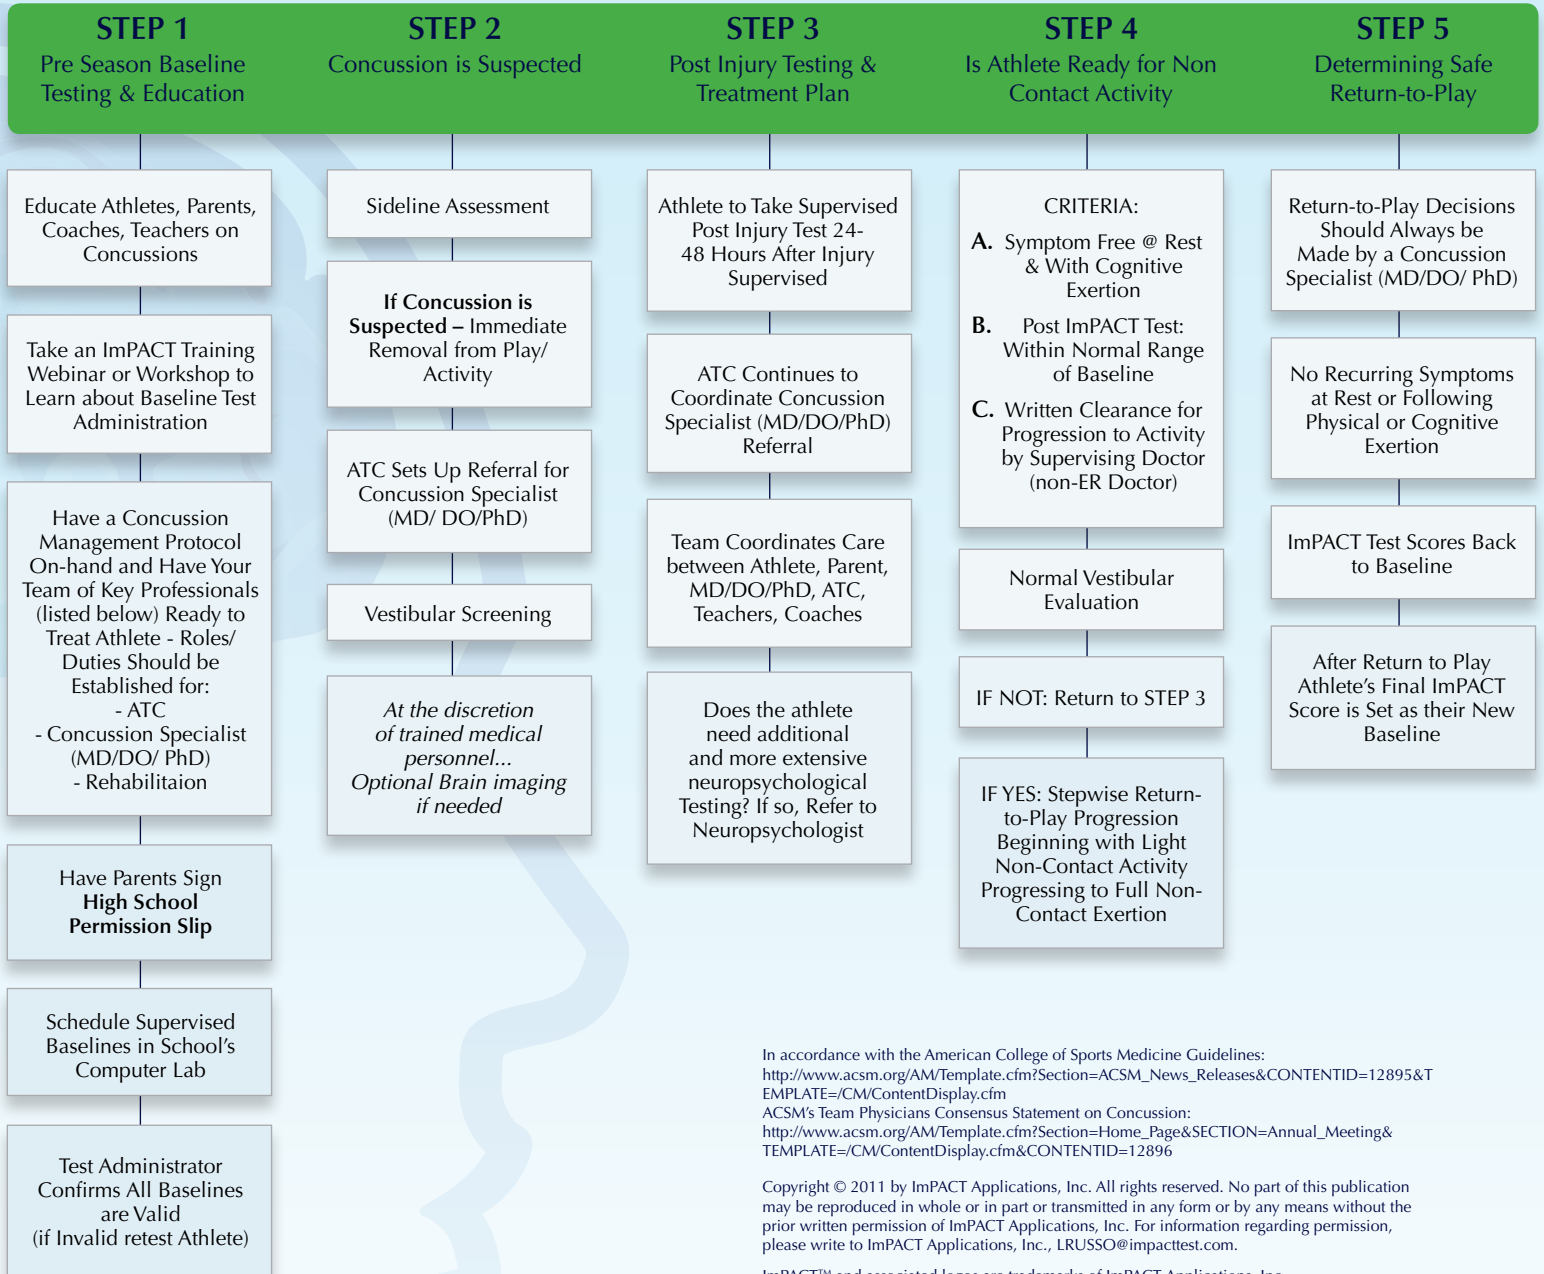 STEP 1
Pre Season Baseline
Testing & Education
STEP 2
Concussion is Suspected
STEP 3
Post Injury Testing &
Treatment Plan
STEP 4
Is Athlete Ready for Non
Contact Activity
STEP 5
Determining Safe
Return-to-Play
Educate Athletes, Parents,
Coaches, Teachers on
Concussions
Take an ImPACT Training
Webinar or Workshop to
Learn about Baseline Test
Administration
Have a Concussion
Management Protocol
On-hand and Have Your
Team of Key Professionals
(listed below) Ready to
Treat Athlete - Roles/
Duties Should be
Established for:
- ATC
- Concussion Specialist
(MD/DO/ PhD)
- Rehabilitaion
Have Parents Sign
High School
Permission Slip
Schedule Supervised
Baselines in School's
Computer Lab
Test Administrator
Confirms All Baselines
are Valid
(if Invalid retest Athlete)
Sideline Assessment
If Concussion is
Suspected – Immediate
Removal from Play/
Activity
ATC Sets Up Referral for
Concussion Specialist
(MD/ DO/PhD)
Vestibular Screening
At the discretion
of trained medical
personnel...
Optional Brain imaging
if needed
Athlete to Take Supervised
Post Injury Test 24-
48 Hours After Injury
Supervised
ATC Continues to
Coordinate Concussion
Specialist (MD/DO/PhD)
Referral
Team Coordinates Care
between Athlete, Parent,
MD/DO/PhD, ATC,
Teachers, Coaches
Does the athlete
need additional
and more extensive
neuropsychological
Testing? If so, Refer to
Neuropsychologist
CRITERIA:
A. Symptom Free @ Rest
& With Cognitive
Exertion
B. Post ImPACT Test:
Within Normal Range
of Baseline
C. Written Clearance for
Progression to Activity
by Supervising Doctor
(non-ER Doctor)
Normal Vestibular
Evaluation
IF NOT: Return to STEP 3
IF YES: Stepwise Return-
to-Play Progression
Beginning with Light
Non-Contact Activity
Progressing to Full Non-
Contact Exertion
Return-to-Play Decisions
Should Always be
Made by a Concussion
Specialist (MD/DO/ PhD)
No Recurring Symptoms
at Rest or Following
Physical or Cognitive
Exertion
ImPACT Test Scores Back
to Baseline
After Return to Play
Athlete's Final ImPACT
Score is Set as their New
Baseline
In accordance with the American College of Sports Medicine Guidelines:
http://www.acsm.org/AM/Template.cfm?Section=ACSM_News_Releases&CONTENTID=12895&T
EMPLATE=/CM/ContentDisplay.cfm
ACSM's Team Physicians Consensus Statement on Concussion:
http://www.acsm.org/AM/Template.cfm?Section=Home_Page&SECTION=Annual_Meeting&
TEMPLATE=/CM/ContentDisplay.cfm&CONTENTID=12896
Copyright © 2011 by ImPACT Applications, Inc. All rights reserved. No part of this publication
may be reproduced in whole or in part or transmitted in any form or by any means without the
prior written permission of ImPACT Applications, Inc. For information regarding permission,
please write to ImPACT Applications, Inc., LRUSSO@impacttest.com.
ImPACT™ and associated logos are trademarks of ImPACT Applications, Inc.